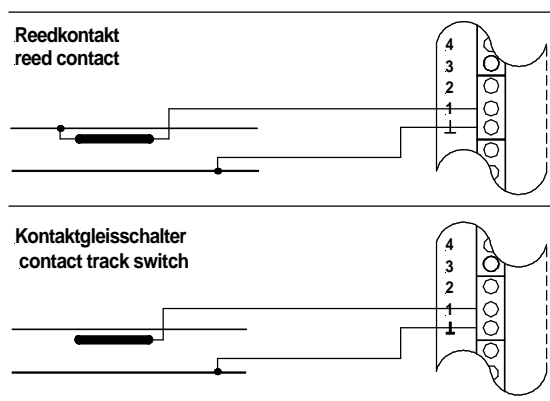 Reedkontakt
reed contact
4
3
2
1
⊥
Kontaktgleisschalter
contact track switch
4
3
2
1
⊥